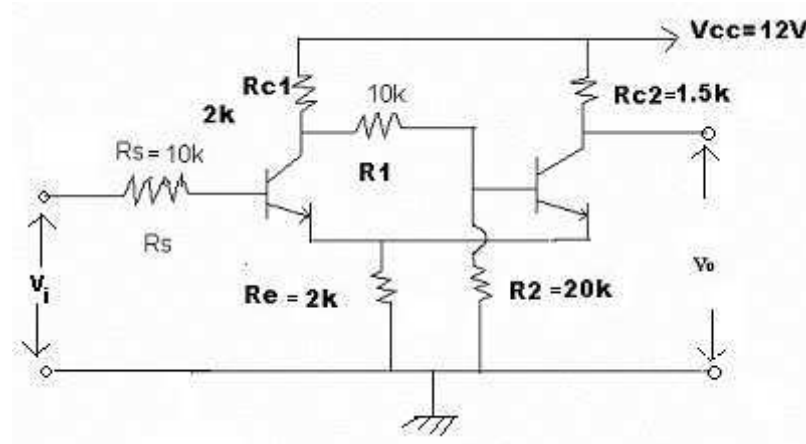 Vcc=12V
Rc1
2k
10k
Rc2=1.5k
Rs = 10k
R1
Rs
Vi
Re = 2k
R2 = 20k
Vo